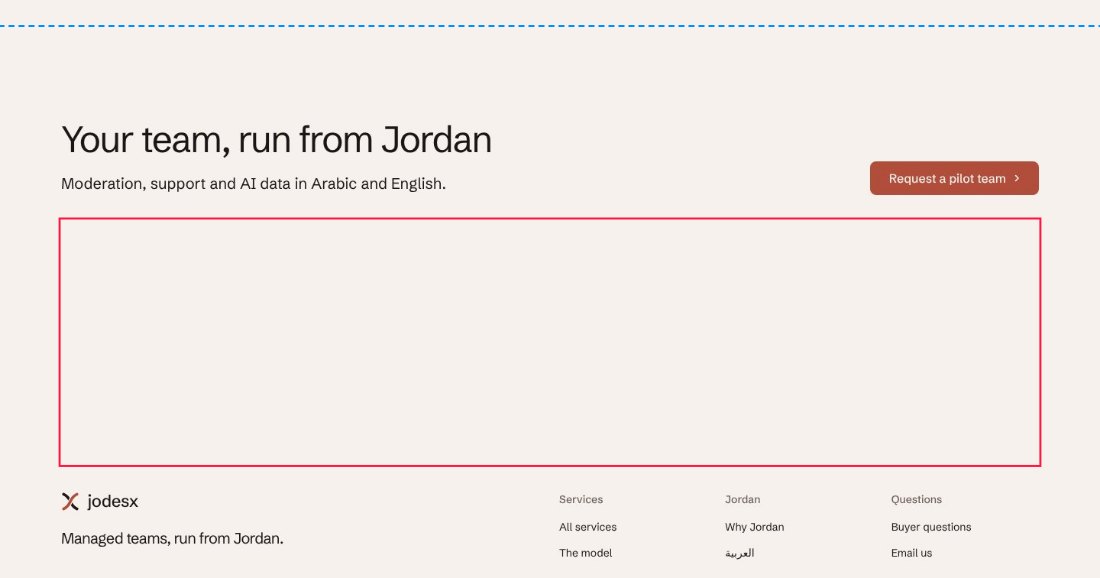 Your team, run from Jordan
Moderation, support and AI data in Arabic and English.
Request a pilot team
jodesx
Managed teams, run from Jordan.
Services
All services
The model
Jordan
Why Jordan
العربية
Questions
Buyer questions
Email us